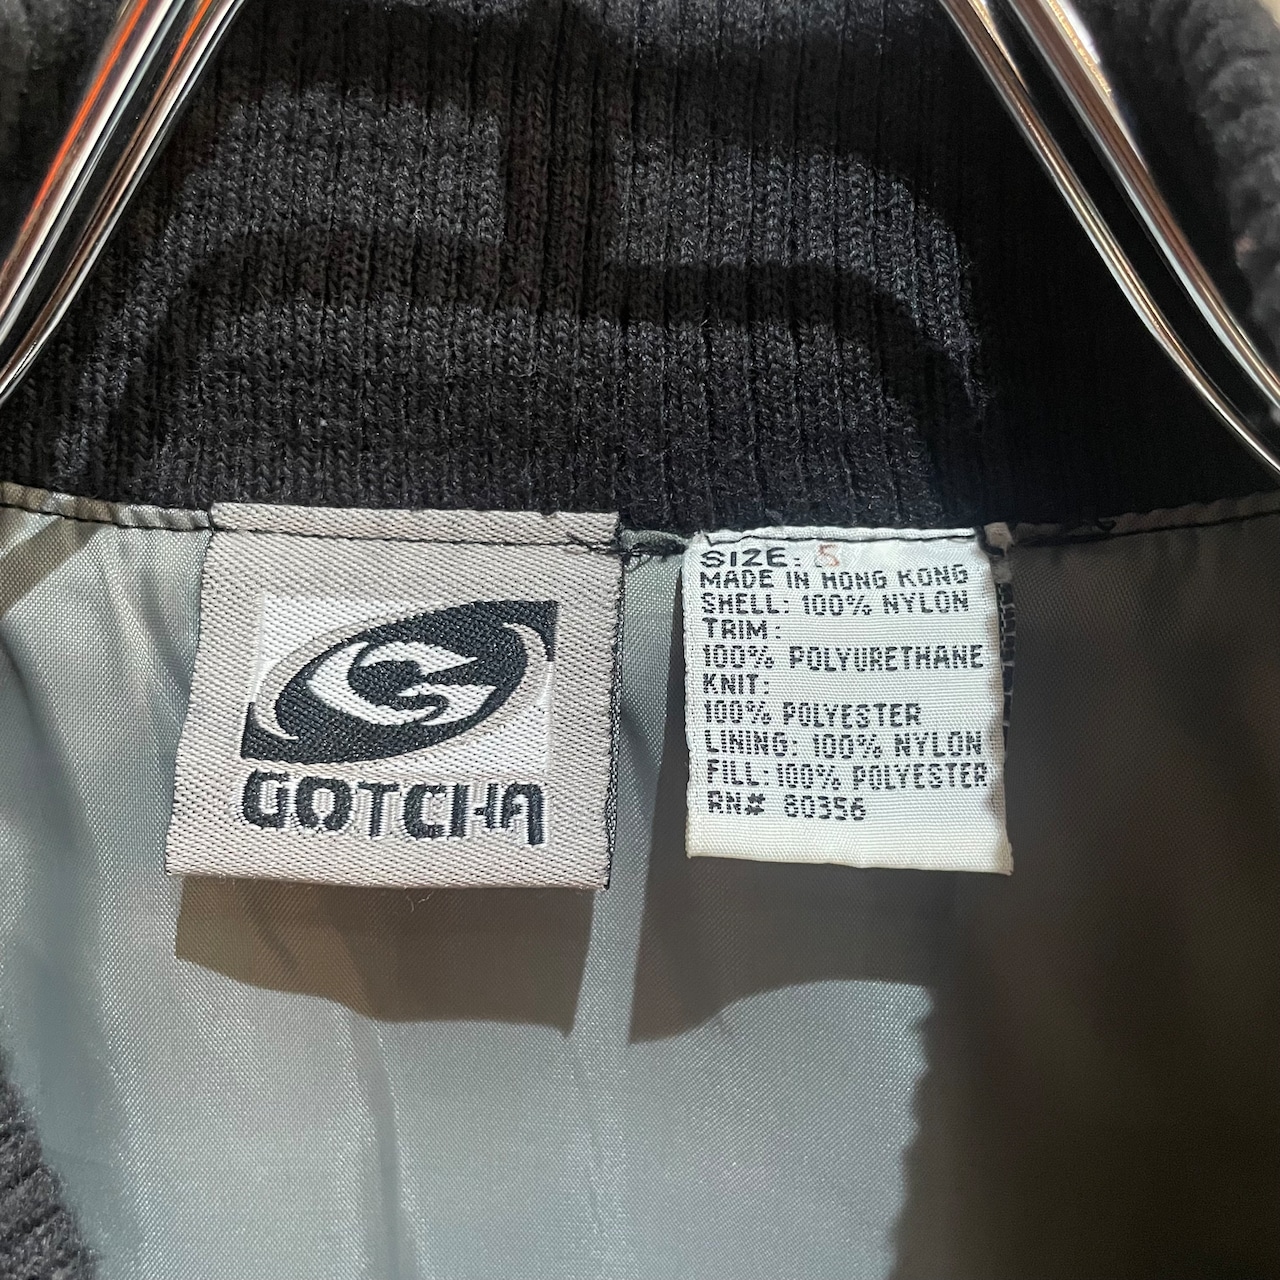 GOTCHA
SIZE: S
MADE IN HONG KONG
SHELL: 100% NYLON
TRIM:
100% POLYURETHANE
KNIT:
100% POLYESTER
LINING: 100% NYLON
FILL: 100% POLYESTER
RN# 80356